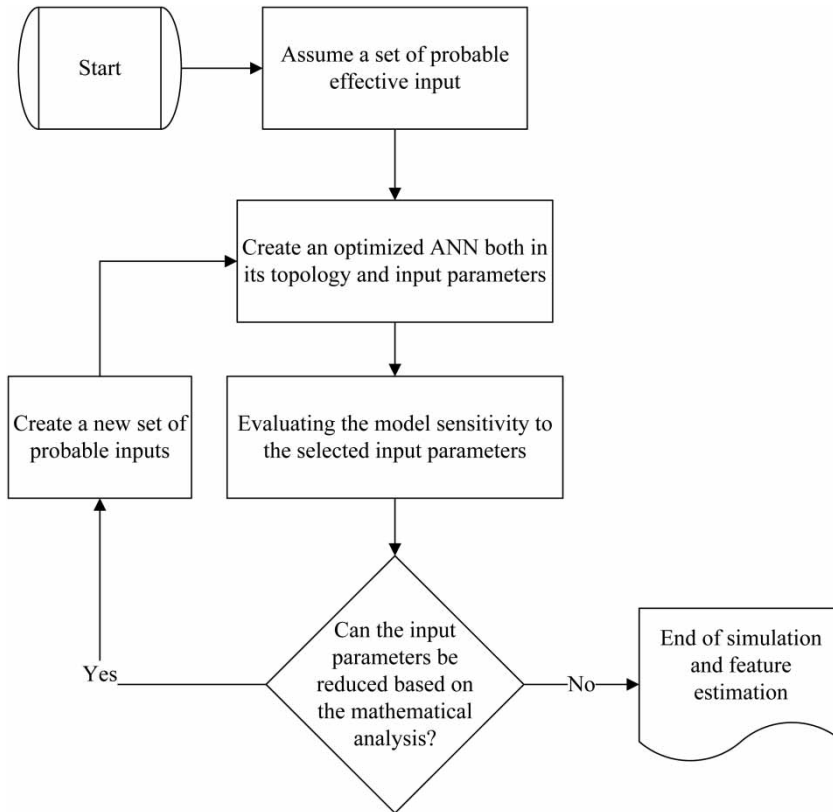 Start
Assume a set of probable
effective input
Create an optimized ANN both in
its topology and input parameters
Create a new set of
probable inputs
Evaluating the model sensitivity to
the selected input parameters
Can the input
parameters be
reduced based on
the mathematical
analysis?
Yes
No
End of simulation
and feature
estimation